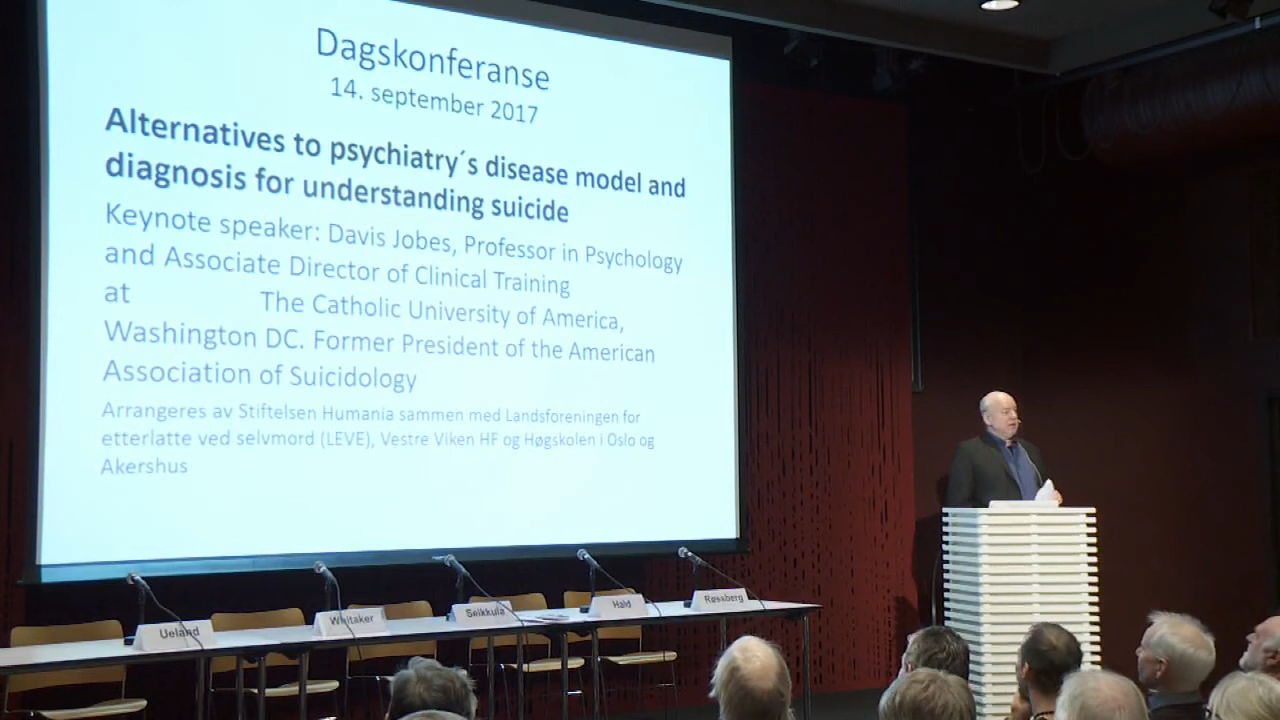 Dagskonferanse
14. september 2017
Alternatives to psychiatry´s disease model and
diagnosis for understanding suicide
Keynote speaker: Davis Jobes, Professor in Psychology
and Associate Director of Clinical Training
at The Catholic University of America,
Washington DC. Former President of the American
Association of Suicidology
Arrangeres av Stiftelsen Humania sammen med Landsforeningen for
etterlatte ved selvmord (LEVE), Vestre Viken HF og Høgskolen i Oslo og
Akershus
Ueland
Whitaker
Seikkula
Hald
Røssberg